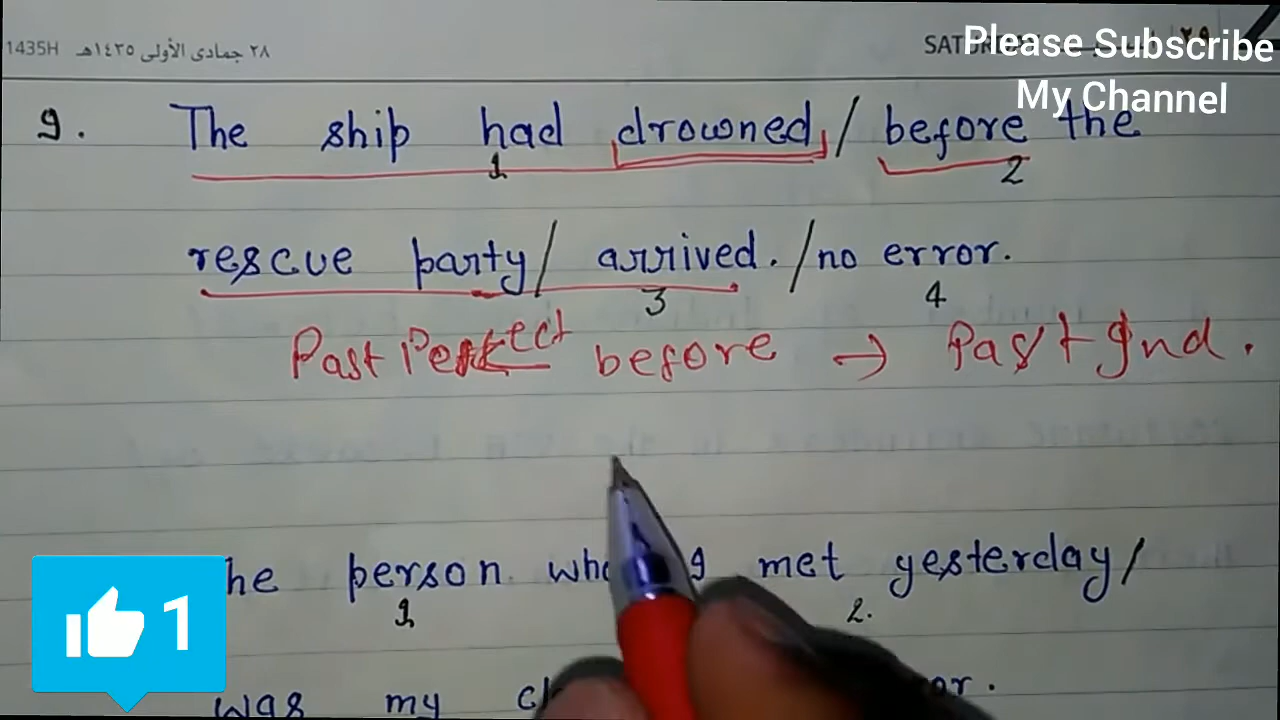 1435H ٢٨ جمادى الأولى ١٤٣٥هـ
Please Subscribe
My Channel
9. The ship had drowned / before the
1 2
rescue party / arrived. / no error.
3 4
Past Perfect before → Past Ind.
he person met yesterday /
1 2.
was my